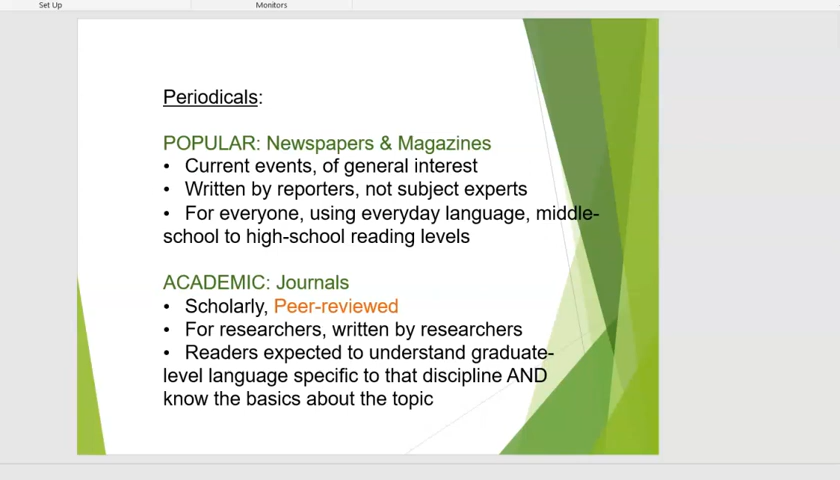 Set Up
Monitors
Periodicals:
POPULAR: Newspapers & Magazines
• Current events, of general interest
• Written by reporters, not subject experts
• For everyone, using everyday language, middle-
school to high-school reading levels
ACADEMIC: Journals
• Scholarly, Peer-reviewed
• For researchers, written by researchers
• Readers expected to understand graduate-
level language specific to that discipline AND
know the basics about the topic